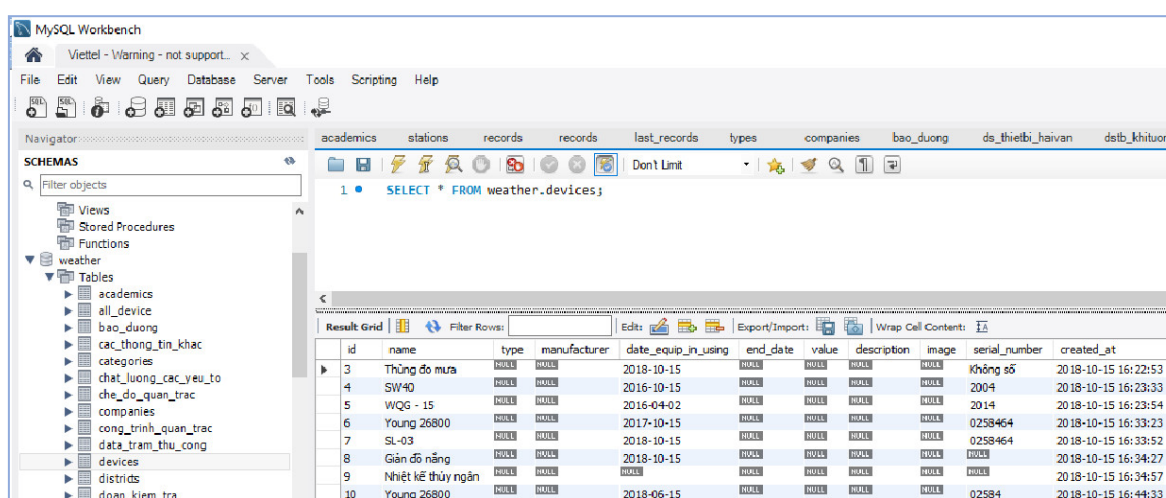 MySQL Workbench
Viettel - Warning - not support... ×
File Edit View Query Database Server Tools Scripting Help
Navigator
academics stations records records last_records types companies bao_duong ds_thietbi_haivan dstb_khituon
SCHEMAS
Don't Limit
Filter objects
1 SELECT * FROM weather.devices;
Views
Stored Procedures
Functions
weather
Tables
academics
all_device
bao_duong
cac_thong_tin_khac
categories
chat_luong_cac_yeu_to
che_do_quan_trac
companies
cong_trinh_quan_trac
data_tram_thu_cong
devices
districts
doan_kiem_tra
Result Grid Filter Rows: Edit: Export/Import: Wrap Cell Content:
id name type manufacturer date_equip_in_using end_date value description image serial_number created_at
3 Thùng đo mưa NULL NULL 2018-10-15 NULL NULL NULL NULL Không số 2018-10-15 16:22:53
4 SW40 NULL NULL 2016-10-15 NULL NULL NULL NULL 2004 2018-10-15 16:23:33
5 WQG - 15 NULL NULL 2016-04-02 NULL NULL NULL NULL 2014 2018-10-15 16:23:54
6 Young 26800 NULL NULL 2017-10-15 NULL NULL NULL NULL 0258464 2018-10-15 16:33:23
7 SL-03 NULL NULL 2018-10-15 NULL NULL NULL NULL 0258464 2018-10-15 16:33:52
8 Giàn đo nắng NULL NULL 2018-10-15 NULL NULL NULL NULL NULL 2018-10-15 16:34:27
9 Nhiệt kế thủy ngân NULL NULL NULL NULL NULL NULL NULL NULL 2018-10-15 16:34:57
10 Young 26800 NULL NULL 2018-06-15 NULL NULL NULL NULL 02584 2018-10-15 16:44:33